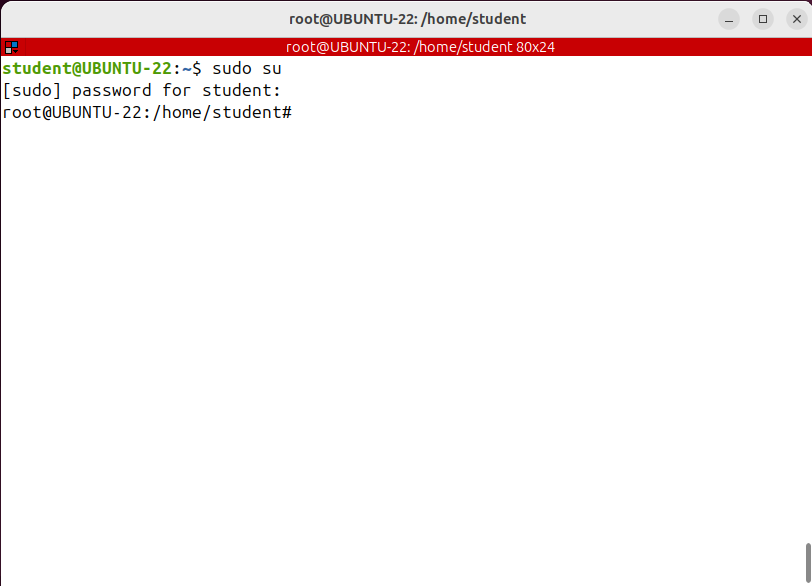 root@UBUNTU-22: /home/student
root@UBUNTU-22: /home/student 80x24
student@UBUNTU-22:~$ sudo su
[sudo] password for student:
root@UBUNTU-22:/home/student#